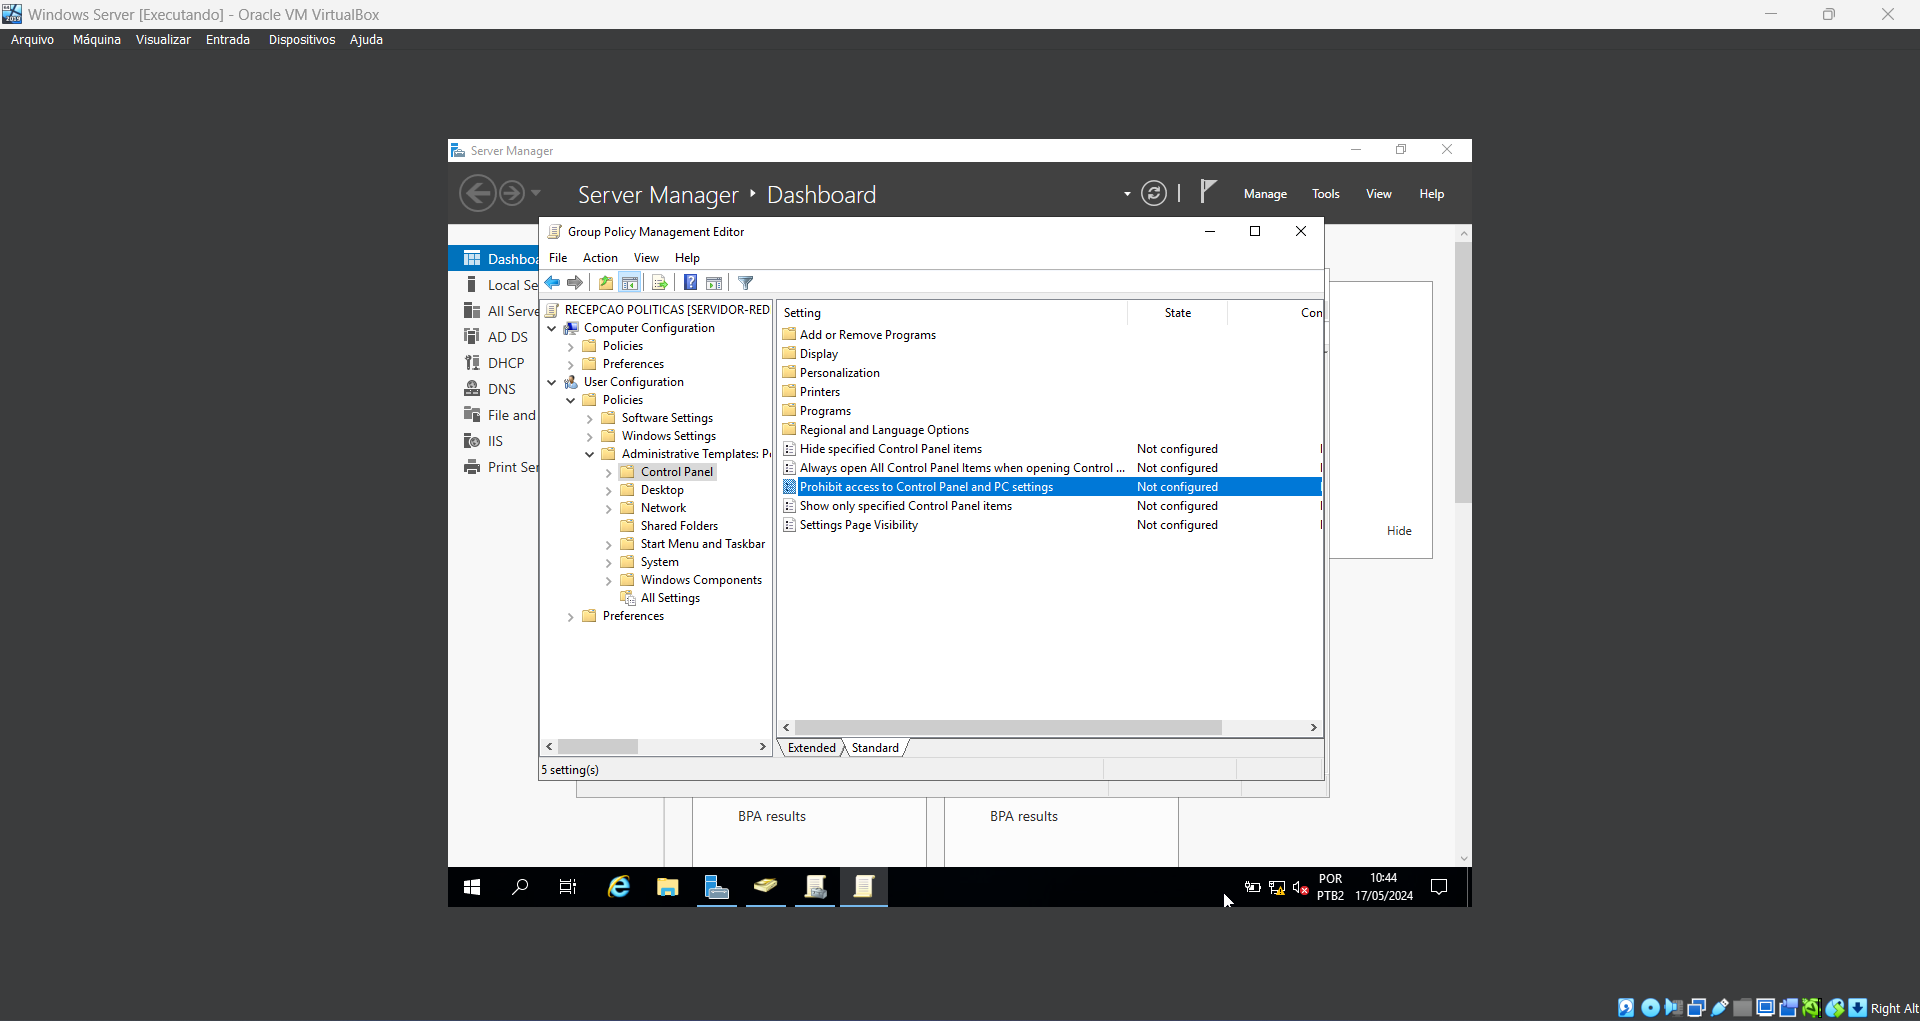 Windows Server [Executando] - Oracle VM VirtualBox
Arquivo Máquina Visualizar Entrada Dispositivos Ajuda
Server Manager
Server Manager Dashboard
Manage Tools View Help
Group Policy Management Editor
File Action View Help
Dashboa
Local Se
All Serve
AD DS
DHCP
DNS
File and
IIS
Print Ser
RECEPCAO POLITICAS [SERVIDOR-RED
Computer Configuration
Policies
Preferences
User Configuration
Policies
Software Settings
Windows Settings
Administrative Templates: P
Control Panel
Desktop
Network
Shared Folders
Start Menu and Taskbar
System
Windows Components
All Settings
Preferences
Setting State Con
Add or Remove Programs
Display
Personalization
Printers
Programs
Regional and Language Options
Hide specified Control Panel items Not configured
Always open All Control Panel Items when opening Control ... Not configured
Prohibit access to Control Panel and PC settings Not configured
Show only specified Control Panel items Not configured
Settings Page Visibility Not configured
Hide
Extended Standard
5 setting(s)
BPA results BPA results
POR
PTB2
10:44
17/05/2024
Right Alt